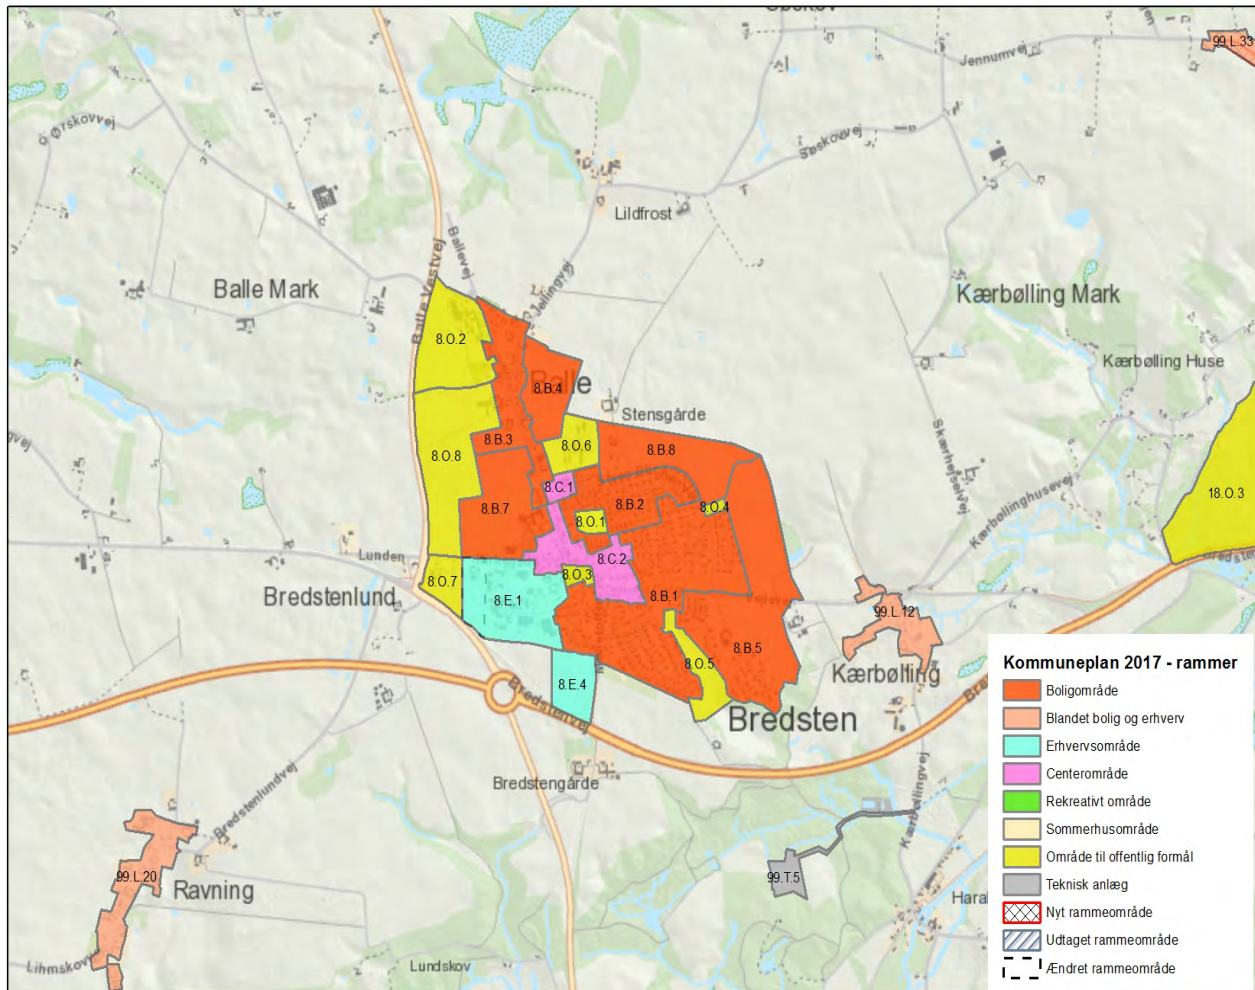 99.L.33
Jennumvej
Ørskovvej
Søskovvej
Lildfrost
Ballevej
Balle Vestvej
Jellingvej
Balle Mark
Kærbølling Mark
8.O.2
Kærbølling Huse
Balle
8.B.4
Stensgårde
8.B.3
8.O.6
8.B.8
8.O.8
Skærhejselvej
8.C.1
18.O.3
8.B.7
8.B.2
8.O.4
8.O.1
Kærbøllinghusevej
Lunden
8.C.2
8.O.7
8.O.3
Bredstenlund
8.E.1
8.B.1
99.L.12
8.B.5
8.O.5
Kærbølling
8.E.4
Bredstenvej
Bredsten
Bredstengårde
Bredstenlundvej
Kærbøllingvej
99.L.20
Ravning
99.T.5
Lundskov
Kommuneplan 2017 - rammer
Boligområde
Blandet bolig og erhverv
Erhvervsområde
Centerområde
Rekreativt område
Sommerhusområde
Område til offentlig formål
Teknisk anlæg
Nyt rammeområde
Udtaget rammeområde
Ændret rammeområde